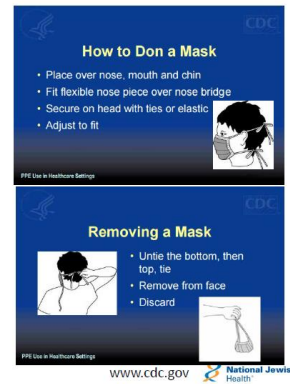 CDC
How to Don a Mask
• Place over nose, mouth and chin
• Fit flexible nose piece over nose bridge
• Secure on head with ties or elastic
• Adjust to fit
PPE Use in Healthcare Settings
CDC
Removing a Mask
• Untie the bottom, then
top, tie
• Remove from face
• Discard
PPE Use in Healthcare Settings
www.cdc.gov
National Jewis
Health